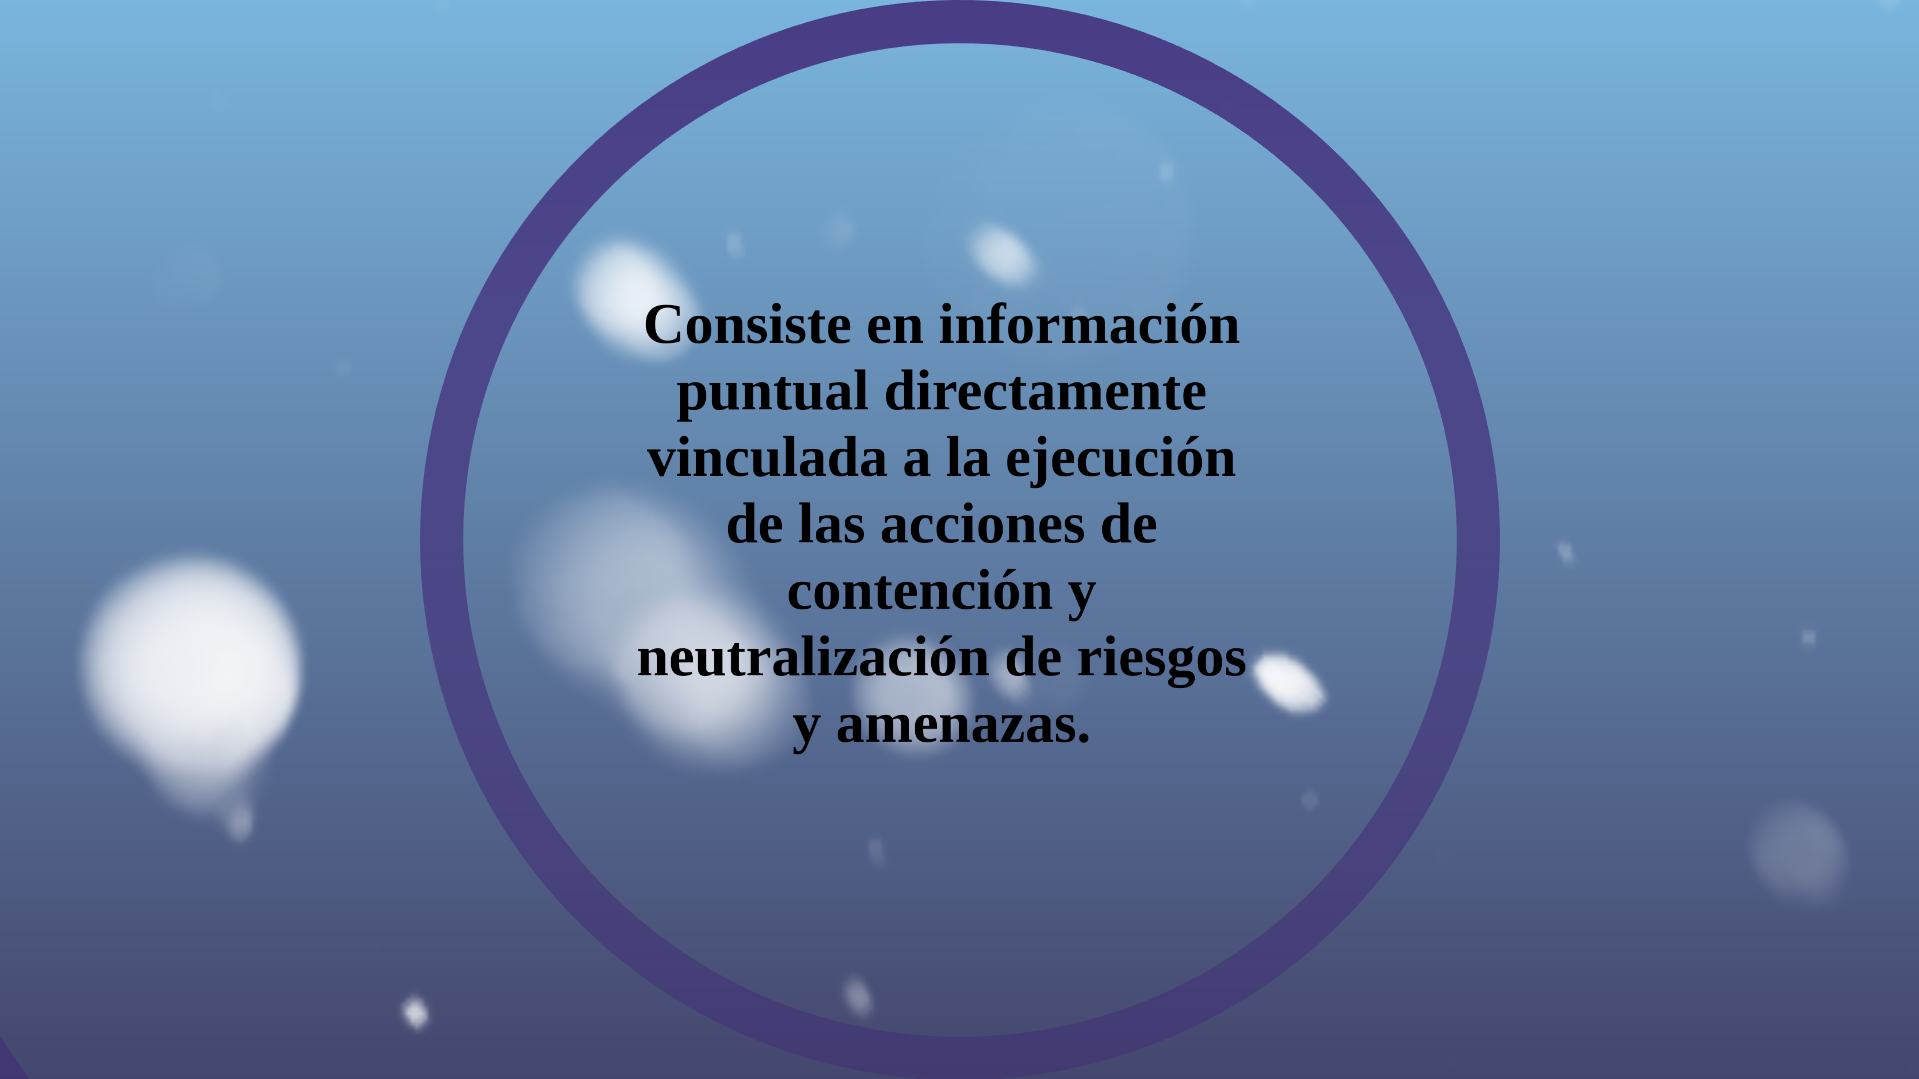 Consiste en información
puntual directamente
vinculada a la ejecución
de las acciones de
contención y
neutralización de riesgos
y amenazas.